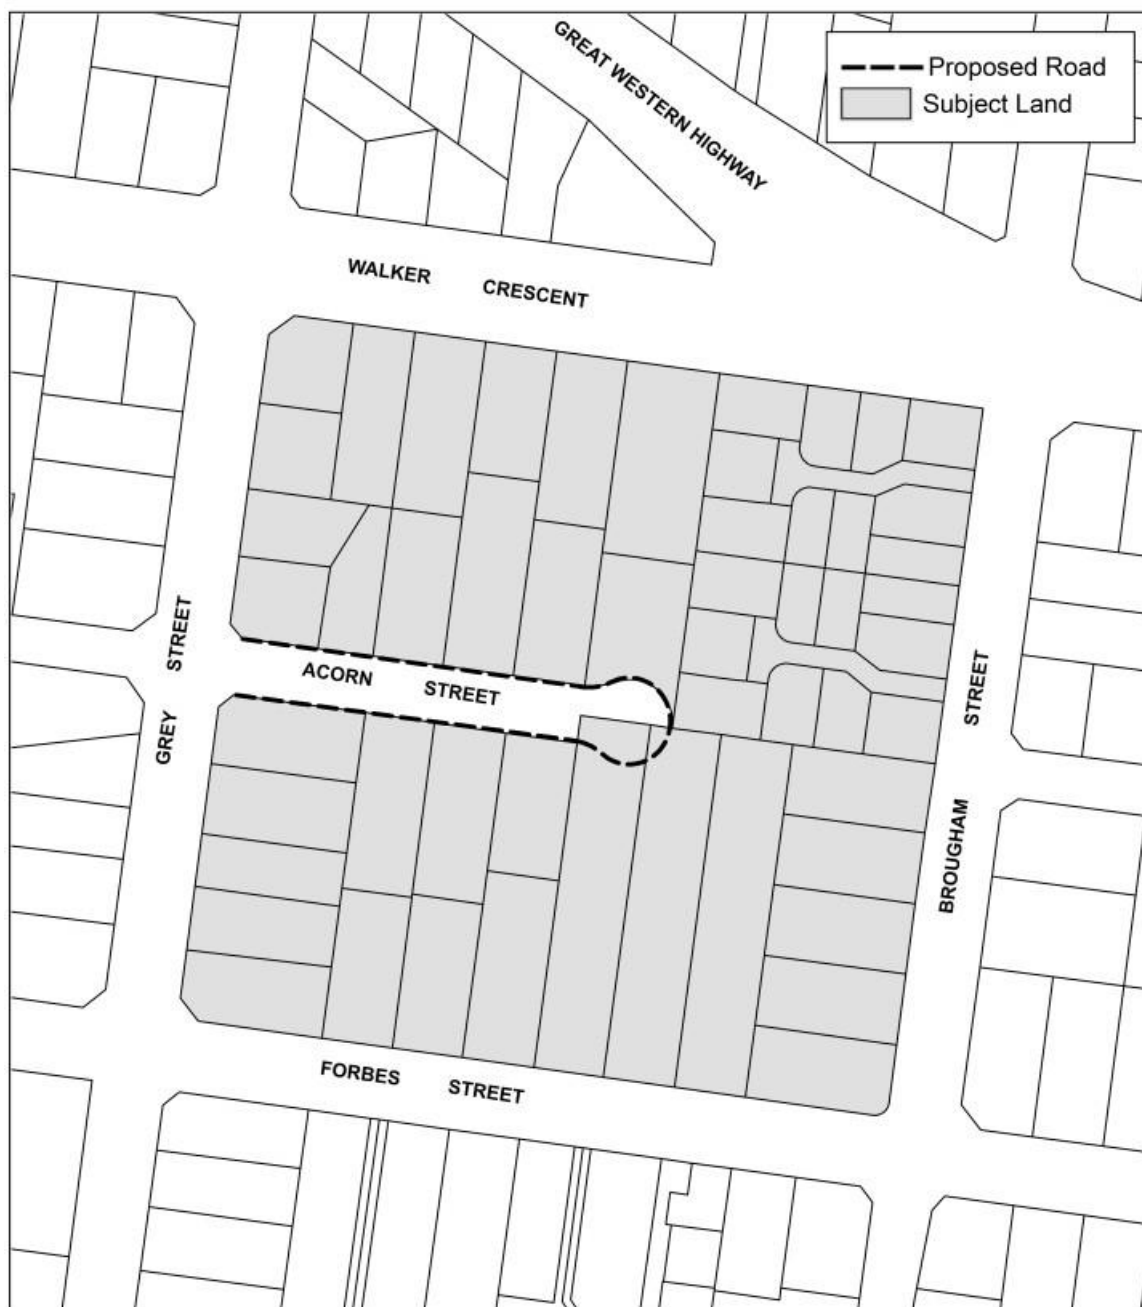 GREAT WESTERN HIGHWAY
Proposed Road
Subject Land
WALKER CRESCENT
GREY STREET
ACORN STREET
BROUGHAM STREET
FORBES STREET